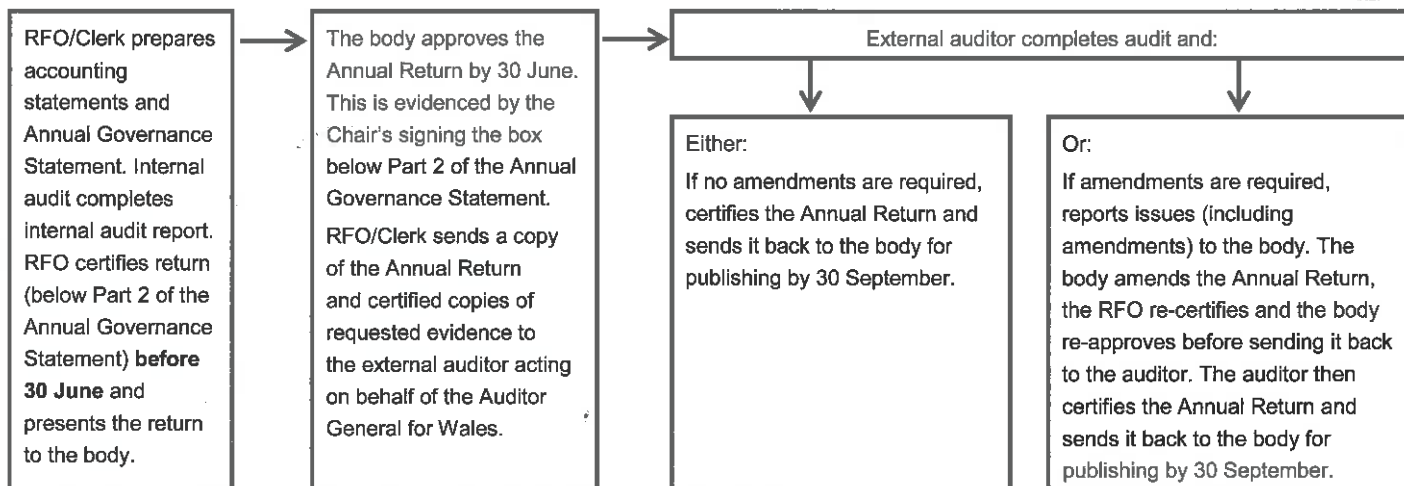 RFO/Clerk prepares
accounting
statements and
Annual Governance
Statement. Internal
audit completes
internal audit report.
RFO certifies return
(below Part 2 of the
Annual Governance
Statement) before
30 June and
presents the return
to the body.
The body approves the
Annual Return by 30 June.
This is evidenced by the
Chair's signing the box
below Part 2 of the Annual
Governance Statement.
RFO/Clerk sends a copy
of the Annual Return
and certified copies of
requested evidence to
the external auditor acting
on behalf of the Auditor
General for Wales.
External auditor completes audit and:
Either:
If no amendments are required,
certifies the Annual Return and
sends it back to the body for
publishing by 30 September.
Or:
If amendments are required,
reports issues (including
amendments) to the body. The
body amends the Annual Return,
the RFO re-certifies and the body
re-approves before sending it back
to the auditor. The auditor then
certifies the Annual Return and
sends it back to the body for
publishing by 30 September.